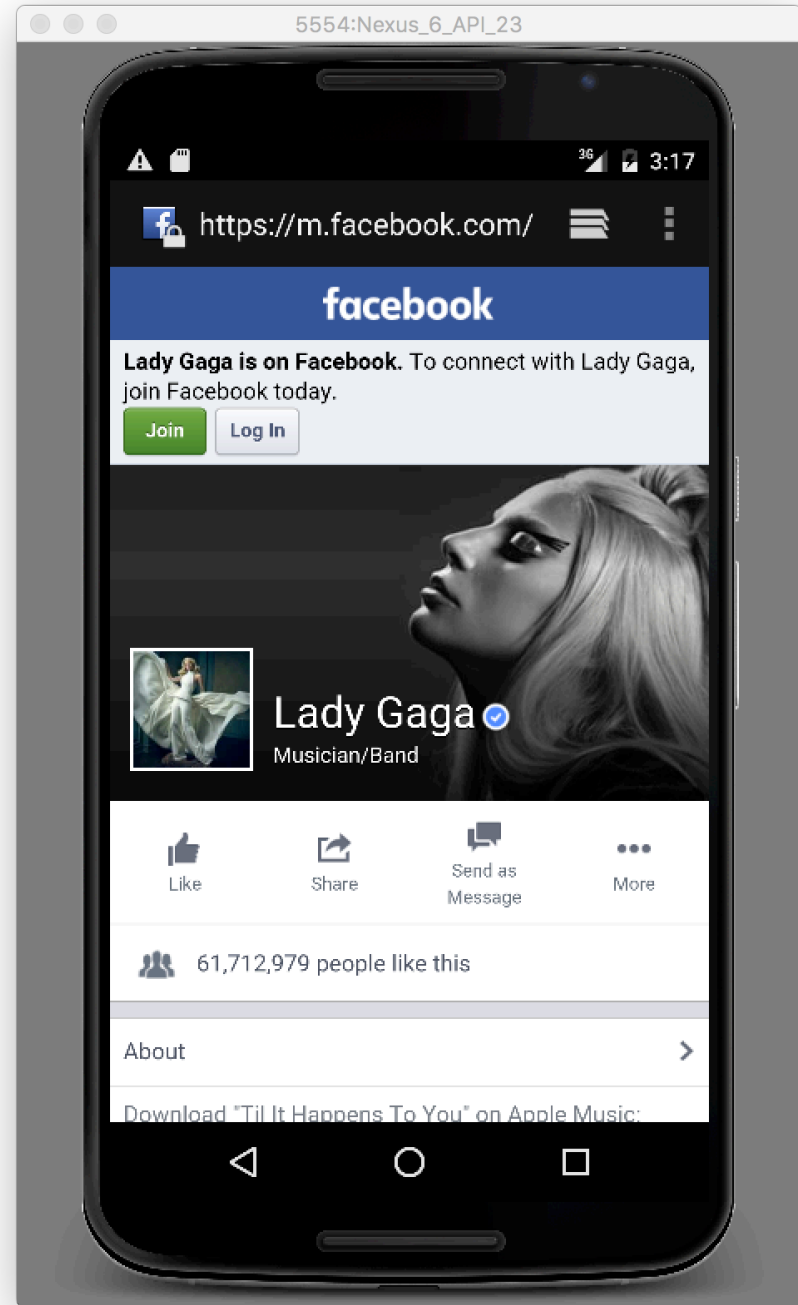 5554:Nexus_6_API_23
3G 3:17
https://m.facebook.com/
facebook
Lady Gaga is on Facebook. To connect with Lady Gaga,
join Facebook today.
Join Log In
Lady Gaga
Musician/Band
Like Share Send as
Message More
61,712,979 people like this
About
Download "Til It Happens To You" on Apple Music: